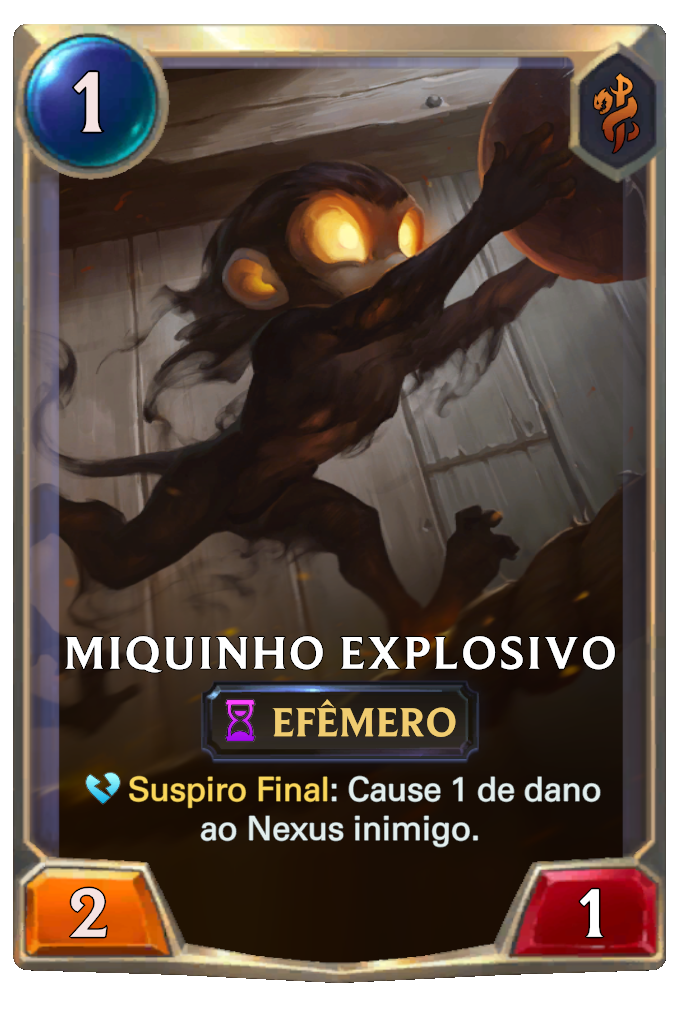 1
MIQUINHO EXPLOSIVO
EFÊMERO
Suspiro Final: Cause 1 de dano
ao Nexus inimigo.
2
1